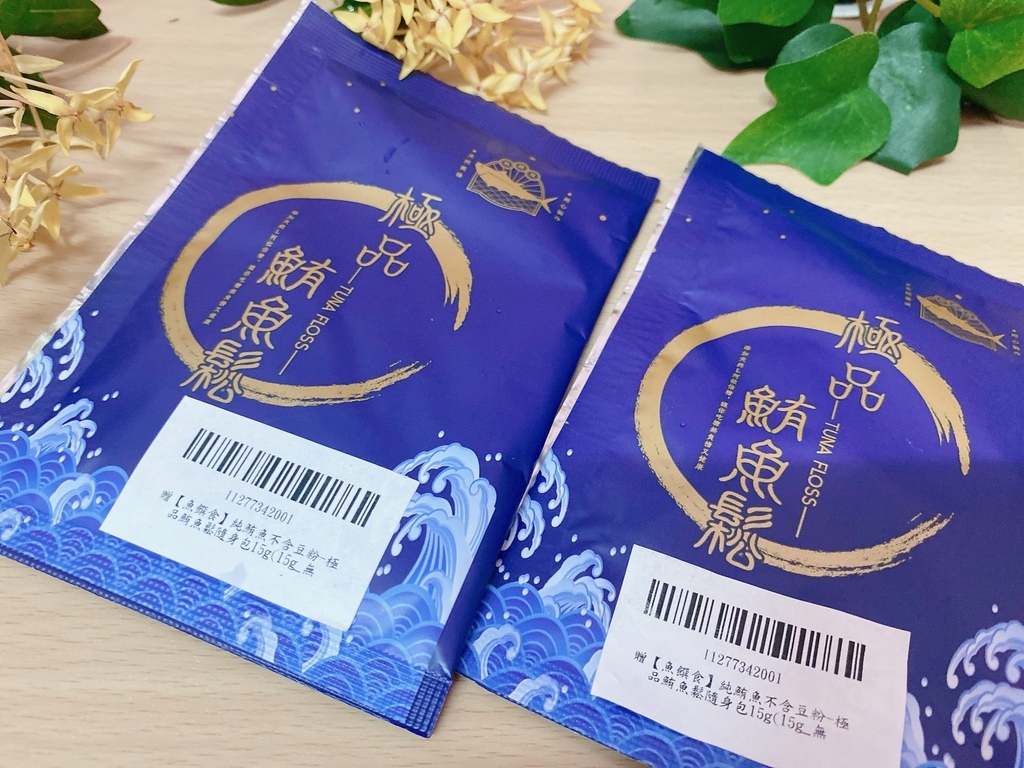 極品
TUNA FLOSS
鮪魚鬆
11277342001
贈【魚饌食】純鮪魚不含豆粉-極
品鮪魚鬆隨身包15g(15g_無
極品
TUNA FLOSS
鮪魚鬆
11277342001
贈【魚饌食】純鮪魚不含豆粉-極
品鮪魚鬆隨身包15g(15g_無